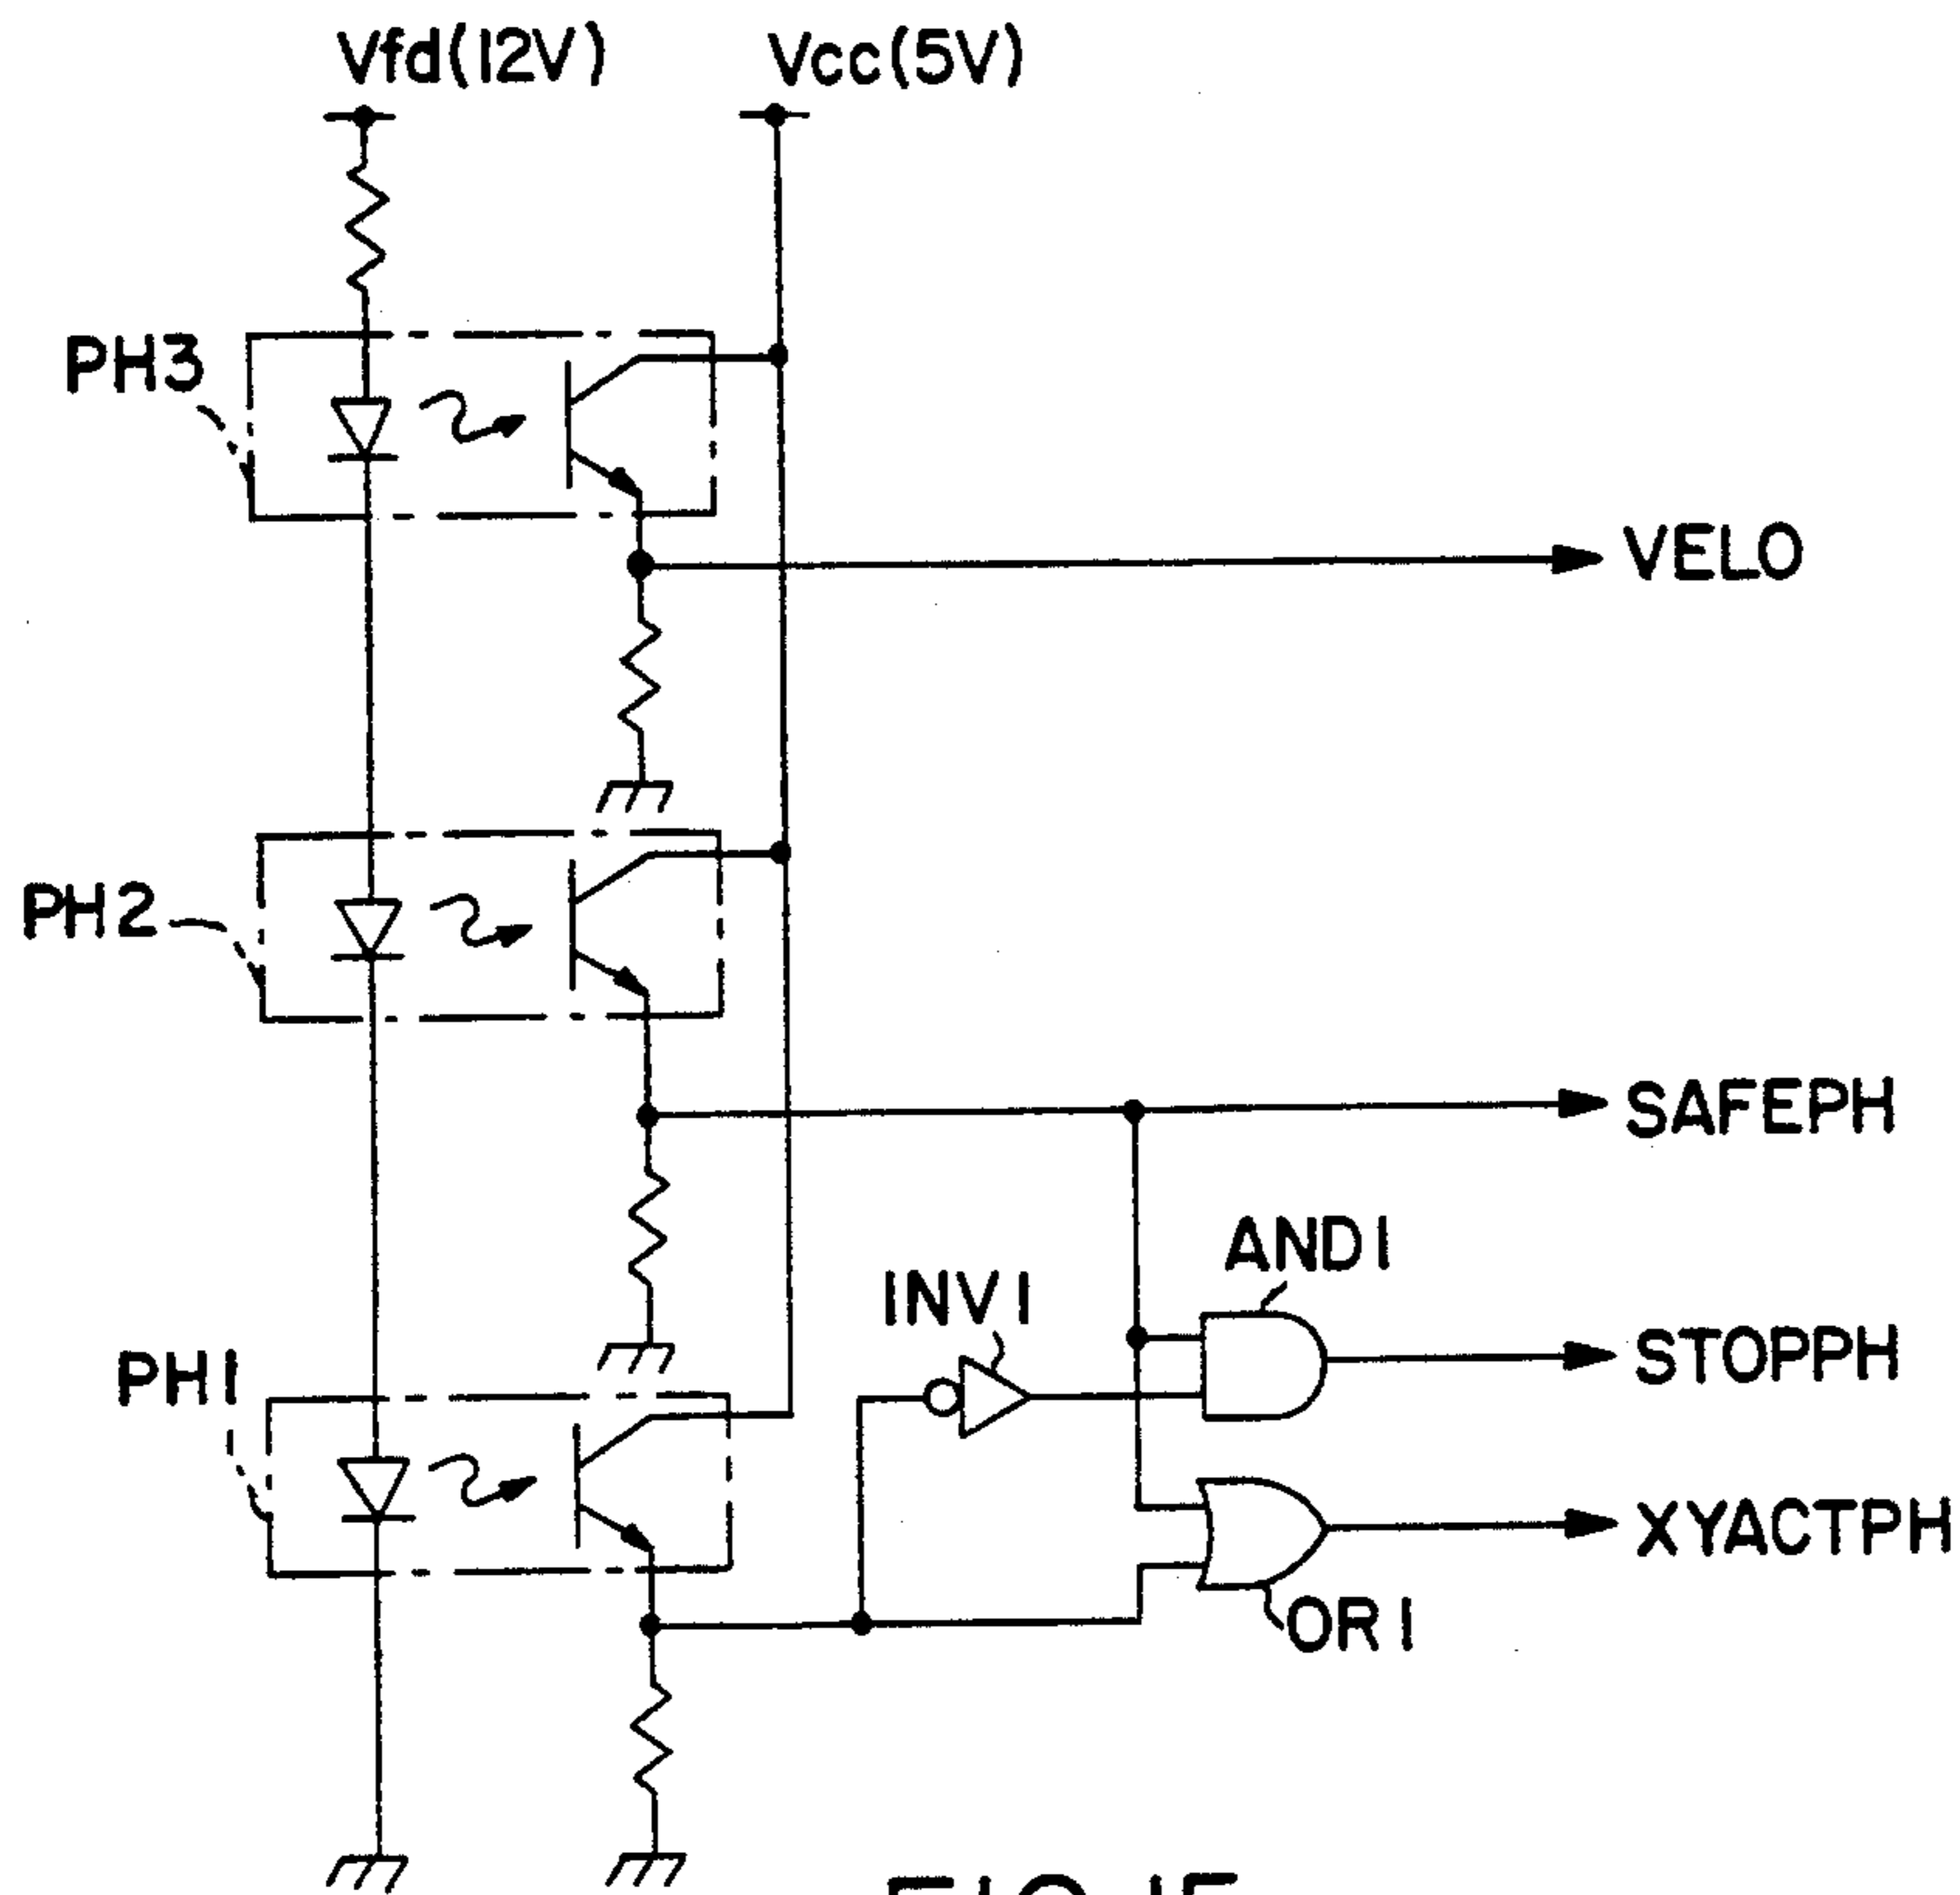 Vfd(12V) Vcc(5V)
PH3
VELO
PH2
SAFEPH
AND1
INV1
STOPPH
PH1
XYACTPH
OR1